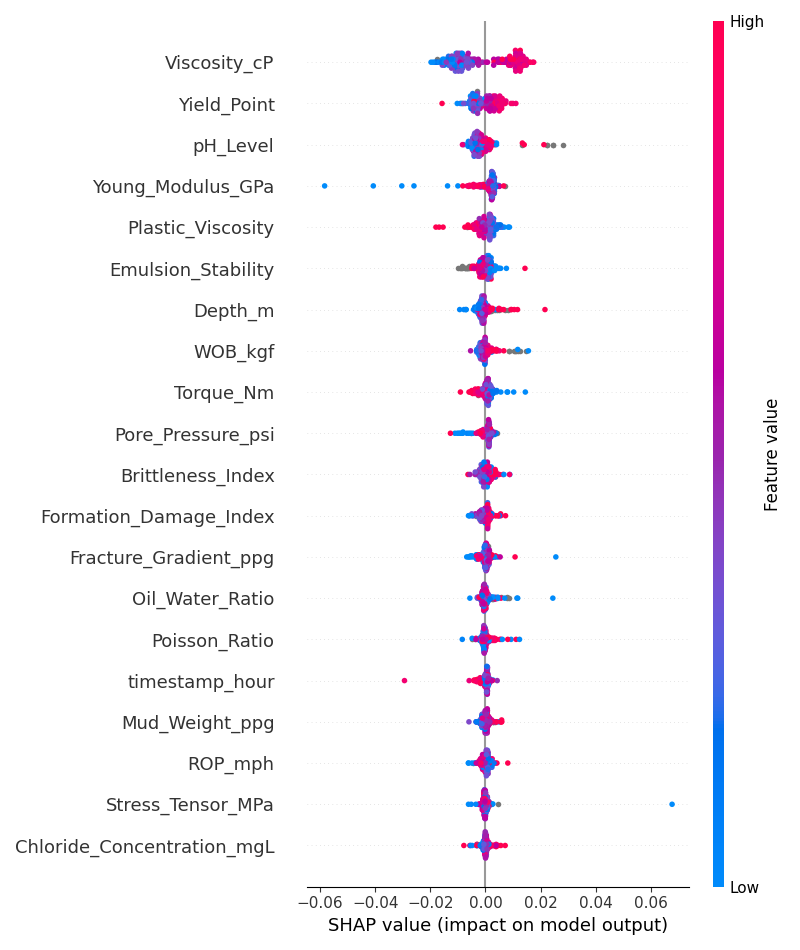 High
Viscosity_cP
Yield_Point
pH_Level
Young_Modulus_GPa
Plastic_Viscosity
Emulsion_Stability
Depth_m
WOB_kgf
Torque_Nm
Pore_Pressure_psi
Brittleness_Index
Formation_Damage_Index
Fracture_Gradient_ppg
Oil_Water_Ratio
Poisson_Ratio
timestamp_hour
Mud_Weight_ppg
ROP_mph
Stress_Tensor_MPa
Chloride_Concentration_mgL
Feature value
Low
−0.06 −0.04 −0.02 0.00 0.02 0.04 0.06
SHAP value (impact on model output)